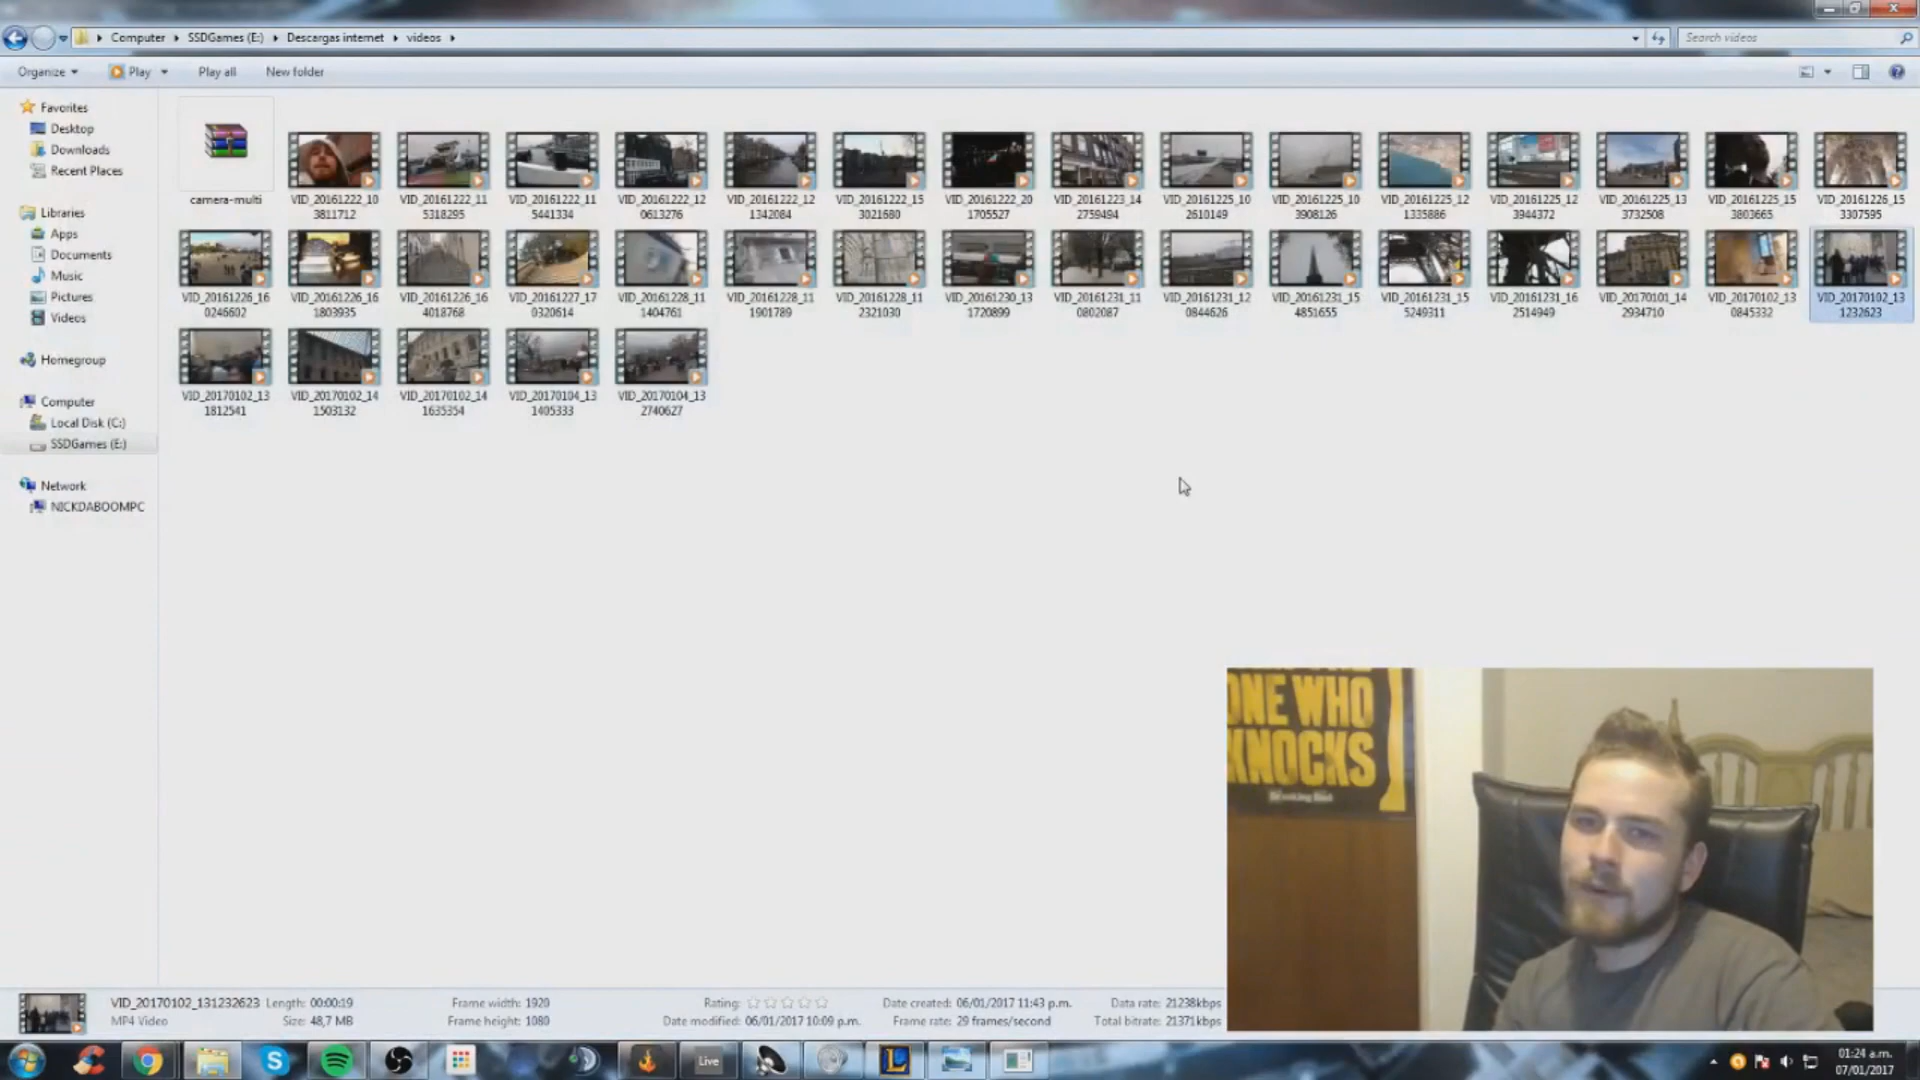 Computer SSDGames (E:) Descargas internet videos
Search videos
Organize Play Play all New folder
Favorites
Desktop
Downloads
Recent Places
Libraries
Apps
Documents
Music
Pictures
Videos
Homegroup
Computer
Local Disk (C:)
SSDGames (E:)
Network
NICKDABOOMPC
camera-multi
VID_20161222_10
3811712
VID_20161222_11
5318295
VID_20161222_11
5441334
VID_20161222_12
0613276
VID_20161222_12
1342084
VID_20161222_15
3021680
VID_20161222_20
1705527
VID_20161223_14
2759494
VID_20161225_10
2610149
VID_20161225_10
3908126
VID_20161225_12
1335886
VID_20161225_12
3944372
VID_20161225_13
3732508
VID_20161225_15
3803665
VID_20161226_15
3307595
VID_20161226_16
0246602
VID_20161226_16
1803935
VID_20161226_16
4018768
VID_20161227_17
0320614
VID_20161228_11
1404761
VID_20161228_11
1901789
VID_20161228_11
2321030
VID_20161230_13
1720899
VID_20161231_11
0802087
VID_20161231_12
0844626
VID_20161231_15
4851655
VID_20161231_15
5249311
VID_20161231_16
2514949
VID_20170101_14
2934710
VID_20170102_13
0845332
VID_20170102_13
1232623
VID_20170102_13
1812541
VID_20170102_14
1503132
VID_20170102_14
1635354
VID_20170104_13
1405333
VID_20170104_13
2740627
ONE WHO
KNOCKS
Breaking Bad
VID_20170102_131232623 Length: 00:00:19 Frame width: 1920 Rating: Date created: 06/01/2017 11:43 p.m. Data rate: 21238kbps
MP4 Video Size: 48,7 MB Frame height: 1080 Date modified: 06/01/2017 10:09 p.m. Frame rate: 29 frames/second Total bitrate: 21371kbps
Live
01:24 a.m.
07/01/2017